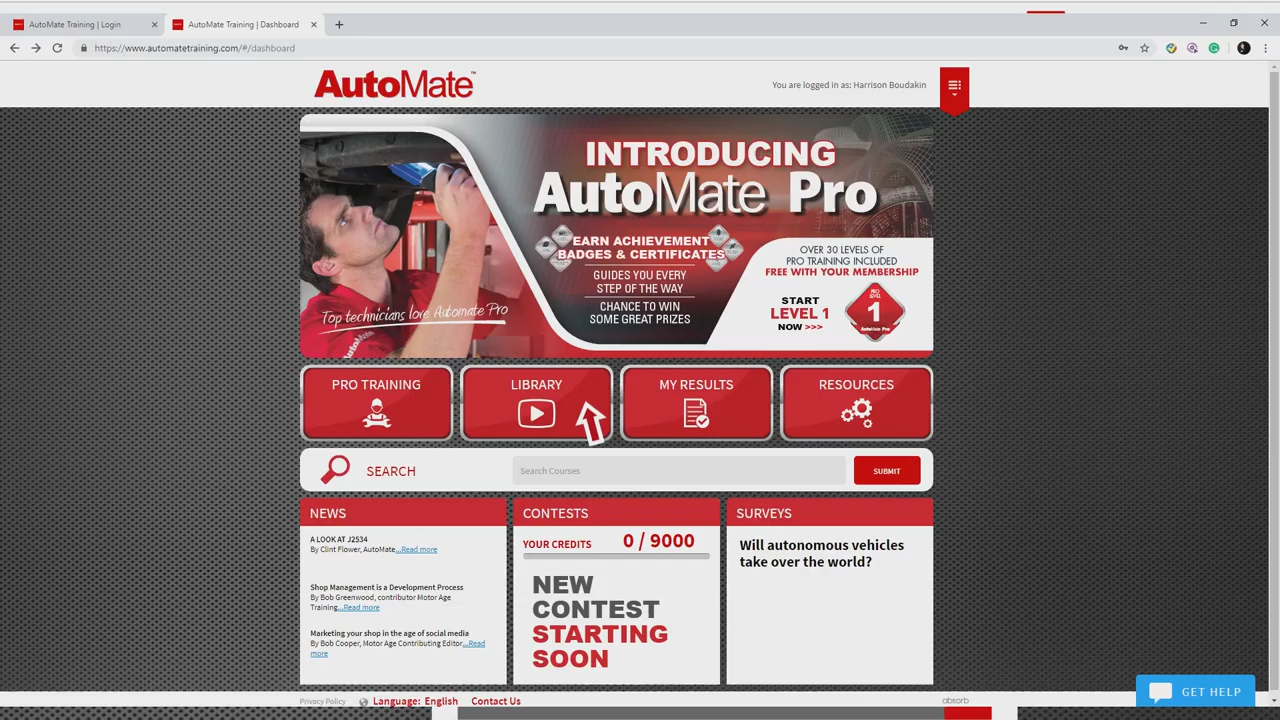 AutoMate Training | Login
AutoMate Training | Dashboard
https://www.automatetraining.com/#/dashboard
AutoMate™
You are logged in as: Harrison Boudakin
INTRODUCING
AutoMate Pro
EARN ACHIEVEMENT
BADGES & CERTIFICATES
GUIDES YOU EVERY
STEP OF THE WAY
CHANCE TO WIN
SOME GREAT PRIZES
Top technicians love Automate Pro
OVER 30 LEVELS OF
PRO TRAINING INCLUDED
FREE WITH YOUR MEMBERSHIP
START
LEVEL 1
NOW >>>
PRO
LEVEL
1
AutoMate Pro
AutoMate
PRO TRAINING
LIBRARY
MY RESULTS
RESOURCES
SEARCH
Search Courses
SUBMIT
NEWS
A LOOK AT J2534
By Clint Flower, AutoMate...Read more
Shop Management is a Development Process
By Bob Greenwood, contributor Motor Age
Training...Read more
Marketing your shop in the age of social media
By Bob Cooper, Motor Age Contributing Editor...Read
more
CONTESTS
YOUR CREDITS 0 / 9000
NEW
CONTEST
STARTING
SOON
SURVEYS
Will autonomous vehicles
take over the world?
Privacy Policy
Language: English
Contact Us
absorb
GET HELP